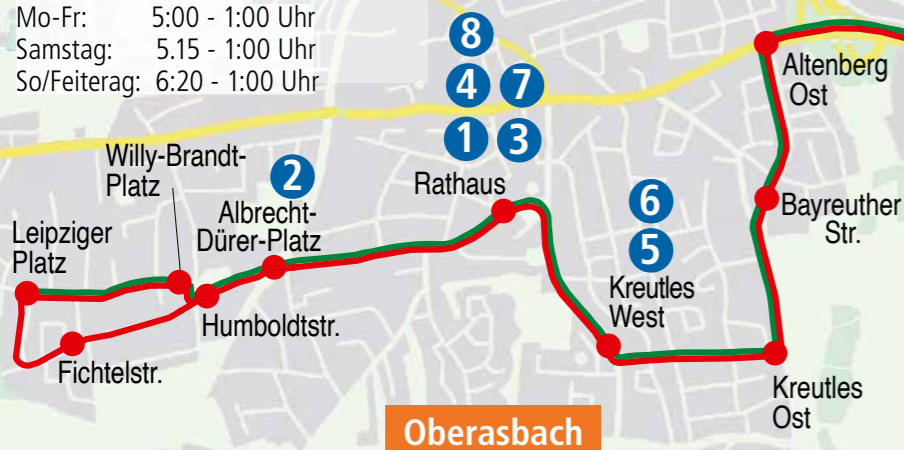 Mo-Fr: 5:00 - 1:00 Uhr
Samstag: 5.15 - 1:00 Uhr
So/Feiterag: 6:20 - 1:00 Uhr
8
4 7
1 3
Rathaus
Altenberg
Ost
Willy-Brandt-
Platz
2
Albrecht-
Dürer-Platz
6
5
Kreutles
West
Bayreuther
Str.
Leipziger
Platz
Humboldtstr.
Fichtelstr.
Kreutles
Ost
Oberasbach